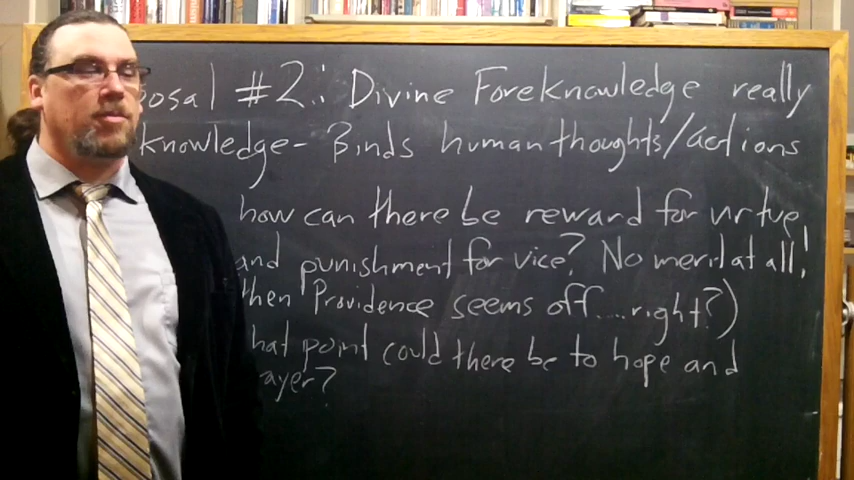 osal #2: Divine Foreknowledge really
knowledge- Binds human thoughts/actions
how can there be reward for virtue
and punishment for vice? No merit at all!
then Providence seems off....right?)
hat point could there be to hope and
ayer?